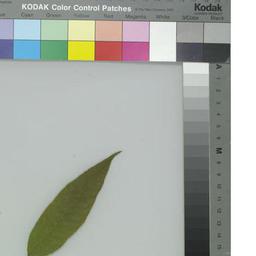 KODAK Color Control Patches
Kodak
Cyan
Green
Yellow
Red
Magenta
White
3/Color
Black
A
M